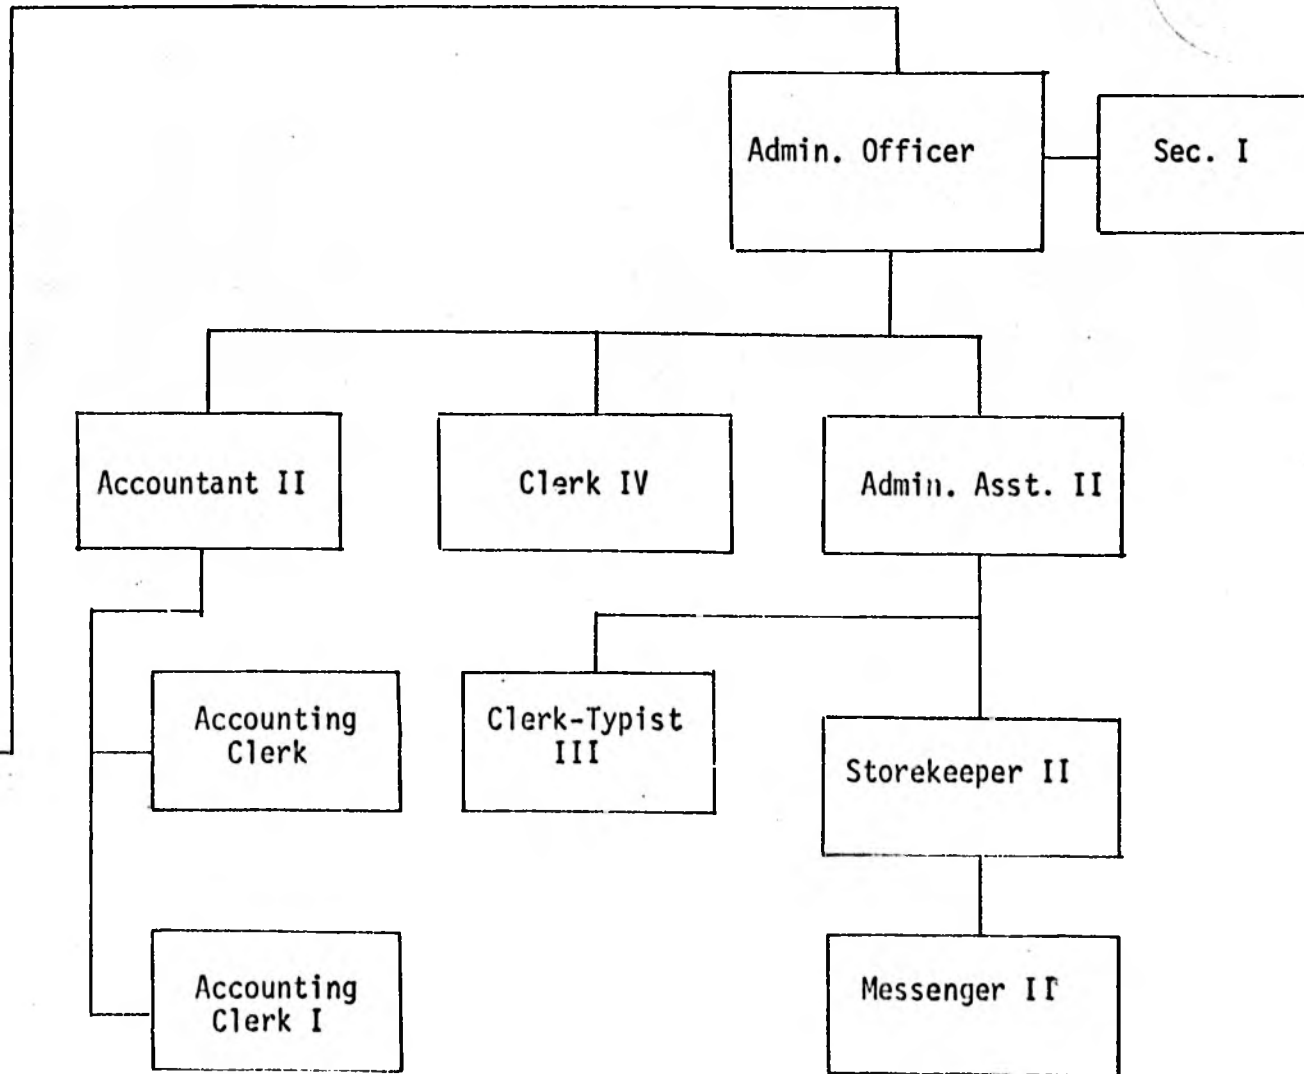 Admin. Officer
Sec. I
Accountant II
Clerk IV
Admin. Asst. II
Accounting
Clerk
Clerk-Typist
III
Storekeeper II
Accounting
Clerk I
Messenger II